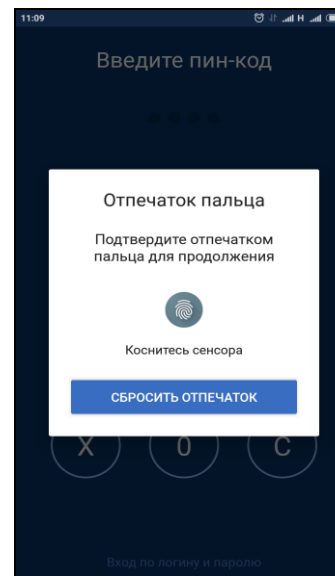 11:09
H
Введите пин-код
Отпечаток пальца
Подтвердите отпечатком
пальца для продолжения
Коснитесь сенсора
СБРОСИТЬ ОТПЕЧАТОК
X 0 C
Вход по логину и паролю